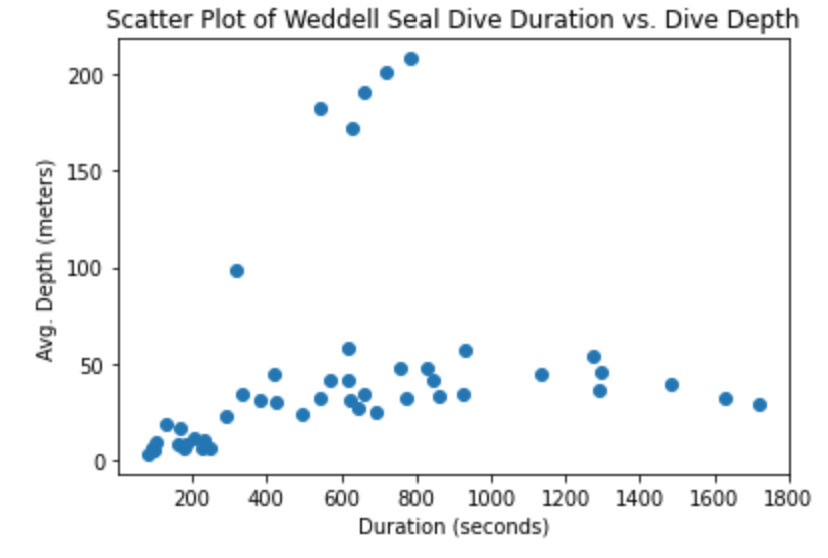 Scatter Plot of Weddell Seal Dive Duration vs. Dive Depth
200
150
100
50
0
Avg. Depth (meters)
200 400 600 800 1000 1200 1400 1600 1800
Duration (seconds)